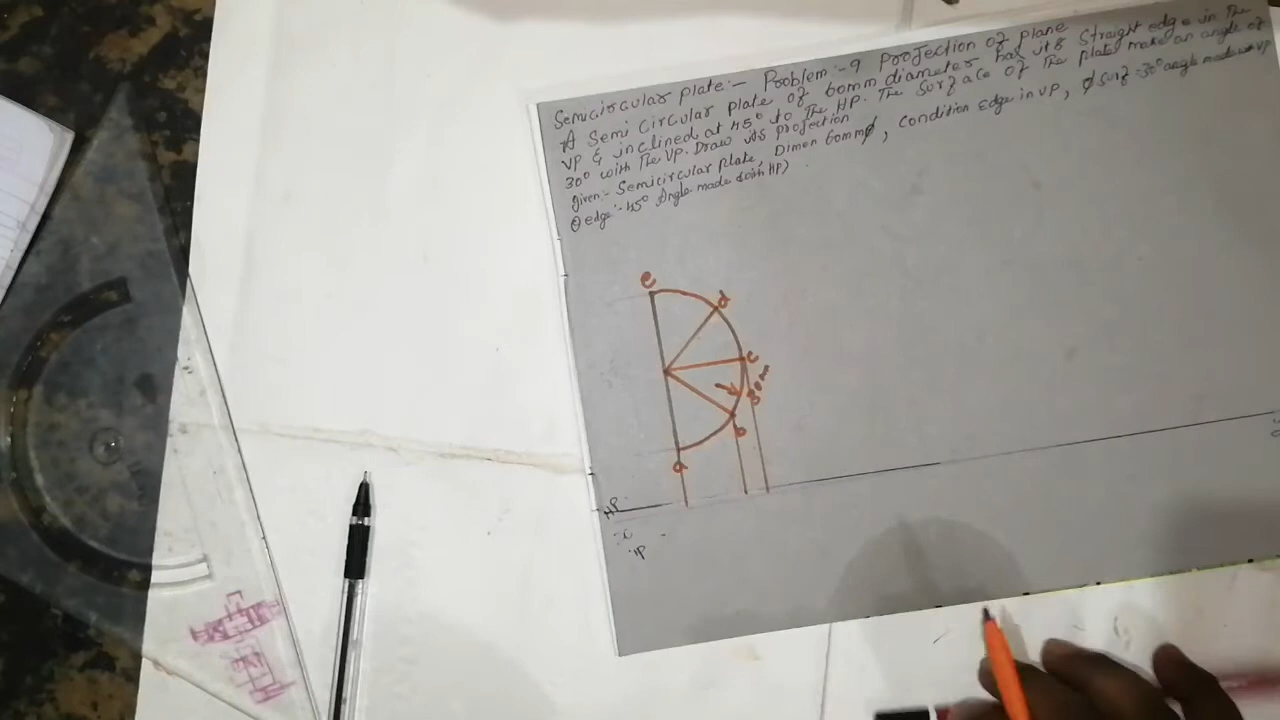 Semicircular plate:- Problem:-9 Projection of plane
A Semi Circular plate of 60mm diameter has its Straight edge in the
VP & inclined at 45° to The HP. The Surface of The plate make an angle of
30° with The VP. Draw its projection
given:- Semicircular Plate, Dimen 60mmϕ, Condition Edge in VP, ϕ surf = 30° angle made VP
θ edge:- 45° Angle made with HP)
e
d
c
30mm
b
a
HP
VP